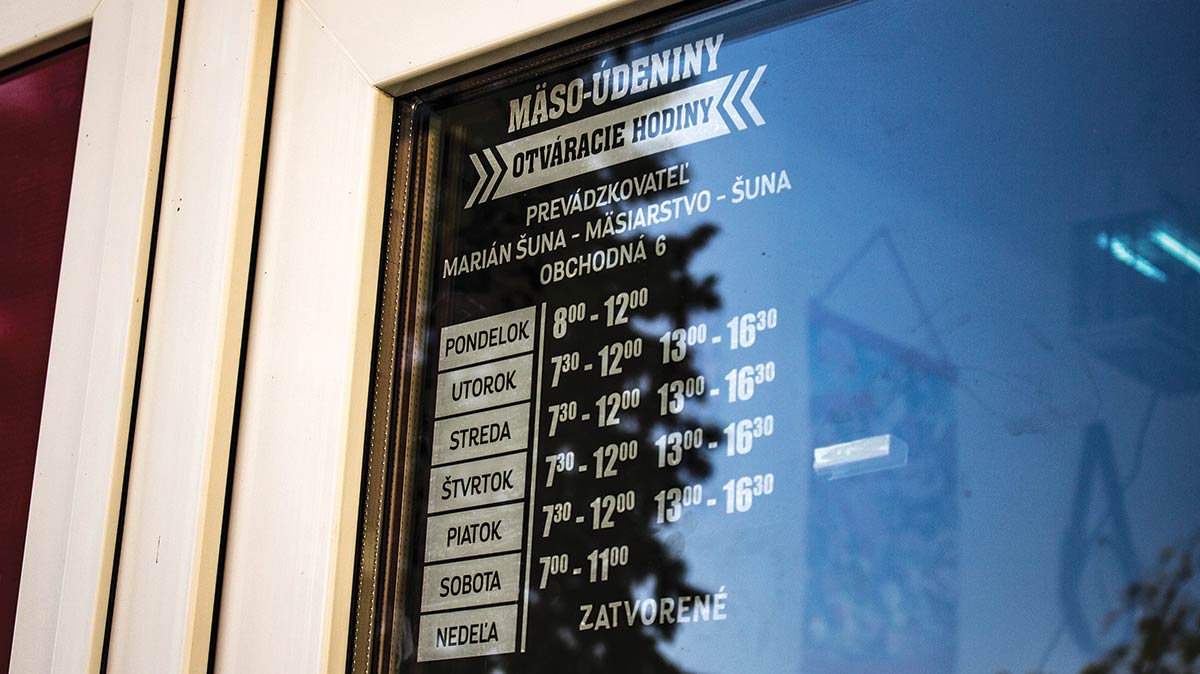 MÄSO-ÚDENINY
OTVÁRACIE HODINY
PREVÁDZKOVATEĽ
MARIÁN ŠUNA - MÄSIARSTVO - ŠUNA
OBCHODNÁ 6
PONDELOK 8⁰⁰ - 12⁰⁰
UTOROK 7³⁰ - 12⁰⁰ 13⁰⁰ - 16³⁰
STREDA 7³⁰ - 12⁰⁰ 13⁰⁰ - 16³⁰
ŠTVRTOK 7³⁰ - 12⁰⁰ 13⁰⁰ - 16³⁰
PIATOK 7³⁰ - 12⁰⁰ 13⁰⁰ - 16³⁰
SOBOTA 7⁰⁰ - 11⁰⁰
NEDEĽA ZATVORENÉ